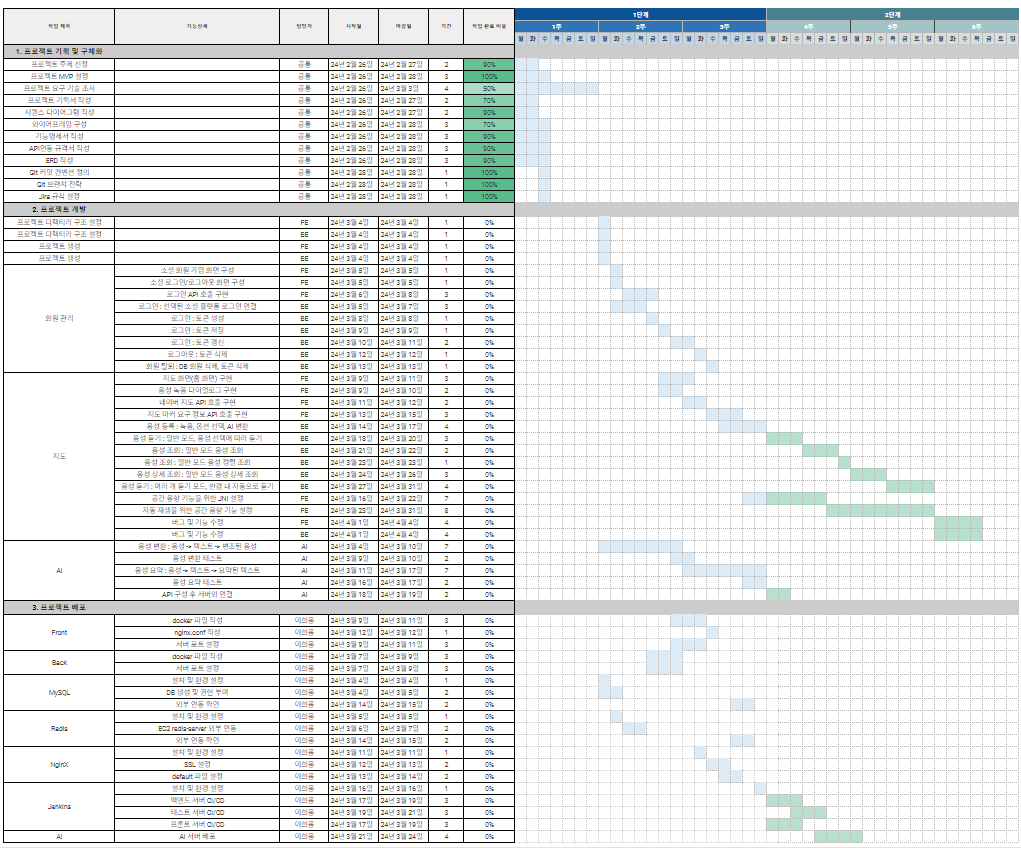 작업 제목 기능상세 담당자 시작일 마감일 기간 작업 완료 비율 1단계 2단계
1주 2주 3주 4주 5주 6주
월 화 수 목 금 토 일 월 화 수 목 금 토 일 월 화 수 목 금 토 일 월 화 수 목 금 토 일 월 화 수 목 금 토 일 월 화 수 목 금 토 일
1. 프로젝트 기획 및 구체화
프로젝트 주제 선정 공통 24년 2월 26일 24년 2월 27일 2 90%
프로젝트 MVP 설정 공통 24년 2월 26일 24년 2월 28일 3 100%
프로젝트 요구 기술 조사 공통 24년 2월 26일 24년 3월 3일 4 50%
프로젝트 기획서 작성 공통 24년 2월 26일 24년 2월 27일 2 70%
시퀀스 다이어그램 작성 공통 24년 2월 26일 24년 2월 27일 2 90%
와이어프레임 구성 공통 24년 2월 26일 24년 2월 28일 3 70%
기능명세서 작성 공통 24년 2월 26일 24년 2월 28일 3 90%
API연동 규격서 작성 공통 24년 2월 26일 24년 2월 28일 3 90%
ERD 작성 공통 24년 2월 26일 24년 2월 28일 3 90%
Git 커밋 컨벤션 정의 공통 24년 2월 28일 24년 2월 28일 1 100%
Git 브랜치 전략 공통 24년 2월 28일 24년 2월 28일 1 100%
Jira 규칙 설정 공통 24년 2월 28일 24년 2월 28일 1 100%
2. 프로젝트 개발
프로젝트 디렉터리 구조 설정 FE 24년 3월 4일 24년 3월 4일 1 0%
프로젝트 디렉터리 구조 설정 BE 24년 3월 4일 24년 3월 4일 1 0%
프로젝트 생성 FE 24년 3월 4일 24년 3월 4일 1 0%
프로젝트 생성 BE 24년 3월 4일 24년 3월 4일 1 0%
회원 관리
소셜 회원 가입 화면 구성 FE 24년 3월 5일 24년 3월 5일 1 0%
소셜 로그인/로그아웃 화면 구성 FE 24년 3월 5일 24년 3월 5일 1 0%
로그인 API 호출 구현 FE 24년 3월 6일 24년 3월 8일 3 0%
로그인 : 선택된 소셜 플랫폼 로그인 연결 BE 24년 3월 5일 24년 3월 7일 3 0%
로그인 : 토큰 생성 BE 24년 3월 8일 24년 3월 8일 1 0%
로그인 : 토큰 저장 BE 24년 3월 9일 24년 3월 9일 1 0%
로그인 : 토큰 갱신 BE 24년 3월 10일 24년 3월 11일 2 0%
로그아웃 : 토큰 삭제 BE 24년 3월 12일 24년 3월 12일 1 0%
회원 탈퇴 : DB 회원 삭제, 토큰 삭제 BE 24년 3월 13일 24년 3월 13일 1 0%
지도
지도 화면(홈 화면) 구현 FE 24년 3월 9일 24년 3월 11일 3 0%
음성 녹음 다이얼로그 구현 FE 24년 3월 9일 24년 3월 10일 2 0%
네이버 지도 API 호출 구현 FE 24년 3월 11일 24년 3월 12일 2 0%
지도 마커 요구 정보 API 호출 구현 FE 24년 3월 13일 24년 3월 15일 3 0%
음성 등록 : 녹음, 옵션 선택, AI 변환 BE 24년 3월 14일 24년 3월 17일 4 0%
음성 듣기 : 일반 모드, 음성 선택에 따라 듣기 BE 24년 3월 18일 24년 3월 20일 3 0%
음성 조회 : 일반 모드 음성 조회 BE 24년 3월 21일 24년 3월 22일 2 0%
음성 조회 : 일반 모드 음성 정렬 조회 BE 24년 3월 23일 24년 3월 23일 1 0%
음성 상세 조회 : 일반 모드 음성 상세 조회 BE 24년 3월 24일 24년 3월 26일 3 0%
음성 듣기 : 여러 개 듣기 모드, 반경 내 자동으로 듣기 BE 24년 3월 27일 24년 3월 31일 4 0%
공간 음향 기능을 위한 JNI 설정 FE 24년 3월 16일 24년 3월 22일 7 0%
자동 재생을 위한 공간 음향 기능 설정 FE 24년 3월 23일 24년 3월 31일 8 0%
버그 및 기능 수정 FE 24년 4월 1일 24년 4월 4일 4 0%
버그 및 기능 수정 BE 24년 4월 1일 24년 4월 4일 4 0%
AI
음성 변환 : 음성 -> 텍스트 -> 변조된 음성 AI 24년 3월 4일 24년 3월 10일 7 0%
음성 변환 테스트 AI 24년 3월 9일 24년 3월 10일 2 0%
음성 요약 : 음성 -> 텍스트 -> 요약된 텍스트 AI 24년 3월 11일 24년 3월 17일 7 0%
음성 요약 테스트 AI 24년 3월 16일 24년 3월 17일 2 0%
API 구성 후 서버와 연결 AI 24년 3월 18일 24년 3월 19일 2 0%
3. 프로젝트 배포
Front
docker 파일 작성 이희웅 24년 3월 9일 24년 3월 11일 3 0%
nginx.conf 작성 이희웅 24년 3월 12일 24년 3월 12일 1 0%
서버 포트 설정 이희웅 24년 3월 9일 24년 3월 11일 3 0%
Back
docker 파일 작성 이희웅 24년 3월 7일 24년 3월 9일 3 0%
서버 포트 설정 이희웅 24년 3월 7일 24년 3월 9일 3 0%
MySQL
설치 및 환경 설정 이희웅 24년 3월 4일 24년 3월 4일 1 0%
DB 생성 및 권한 부여 이희웅 24년 3월 4일 24년 3월 5일 2 0%
외부 연동 확인 이희웅 24년 3월 14일 24년 3월 15일 2 0%
Redis
설치 및 환경 설정 이희웅 24년 3월 5일 24년 3월 5일 1 0%
EC2 redis-server 외부 연동 이희웅 24년 3월 6일 24년 3월 7일 2 0%
외부 연동 확인 이희웅 24년 3월 14일 24년 3월 15일 2 0%
NginX
설치 및 환경 설정 이희웅 24년 3월 11일 24년 3월 11일 1 0%
SSL 설정 이희웅 24년 3월 12일 24년 3월 13일 2 0%
default 파일 설정 이희웅 24년 3월 13일 24년 3월 14일 2 0%
Jenkins
설치 및 환경 설정 이희웅 24년 3월 16일 24년 3월 16일 1 0%
백엔드 서버 CI/CD 이희웅 24년 3월 17일 24년 3월 19일 3 0%
테스트 서버 CI/CD 이희웅 24년 3월 19일 24년 3월 21일 3 0%
프론트 서버 CI/CD 이희웅 24년 3월 17일 24년 3월 19일 3 0%
AI AI 서버 배포 이희웅 24년 3월 21일 24년 3월 24일 4 0%